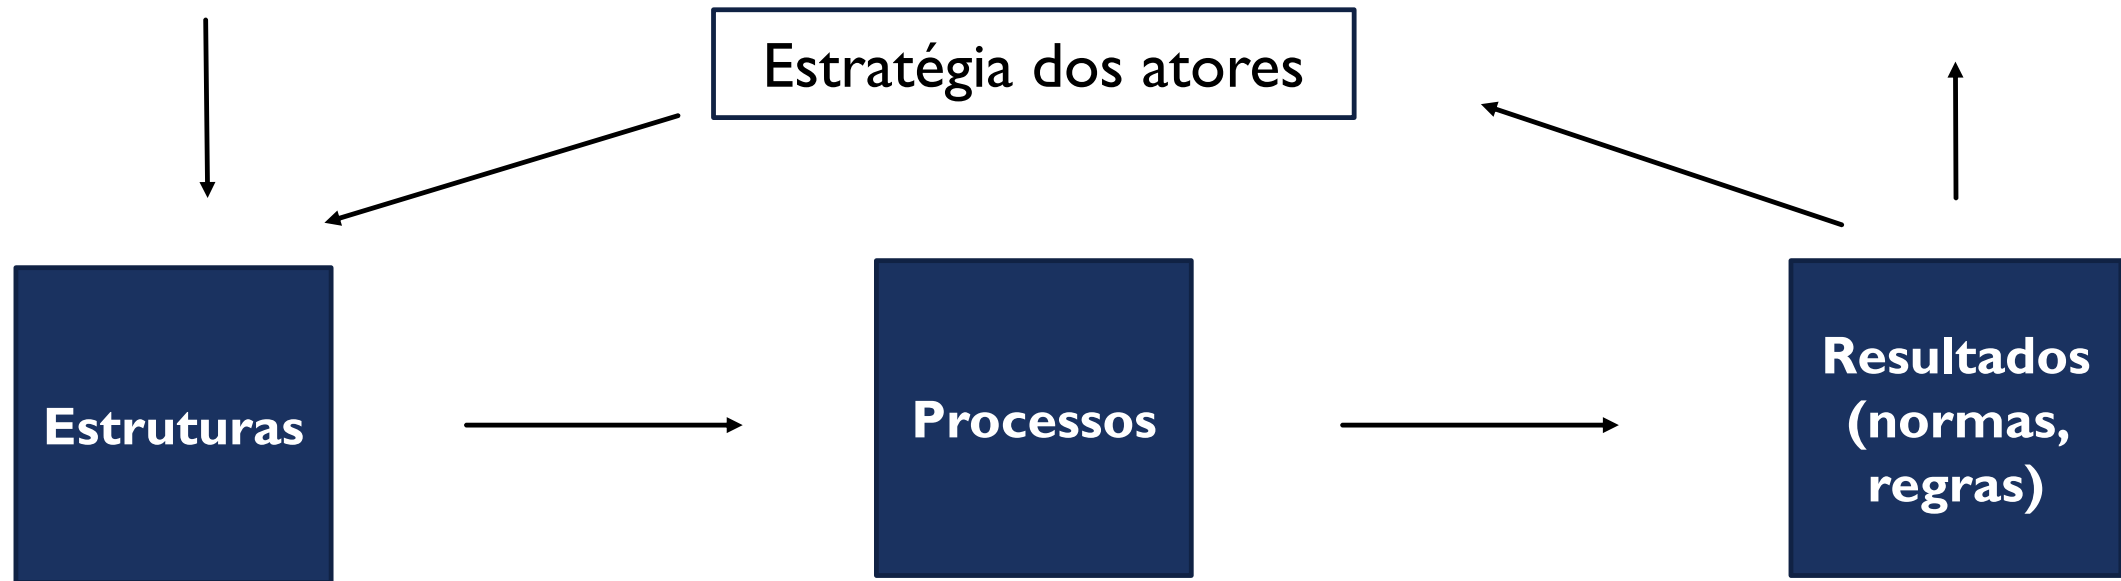 Estratégia dos atores
Estruturas
Processos
Resultados
(normas,
regras)